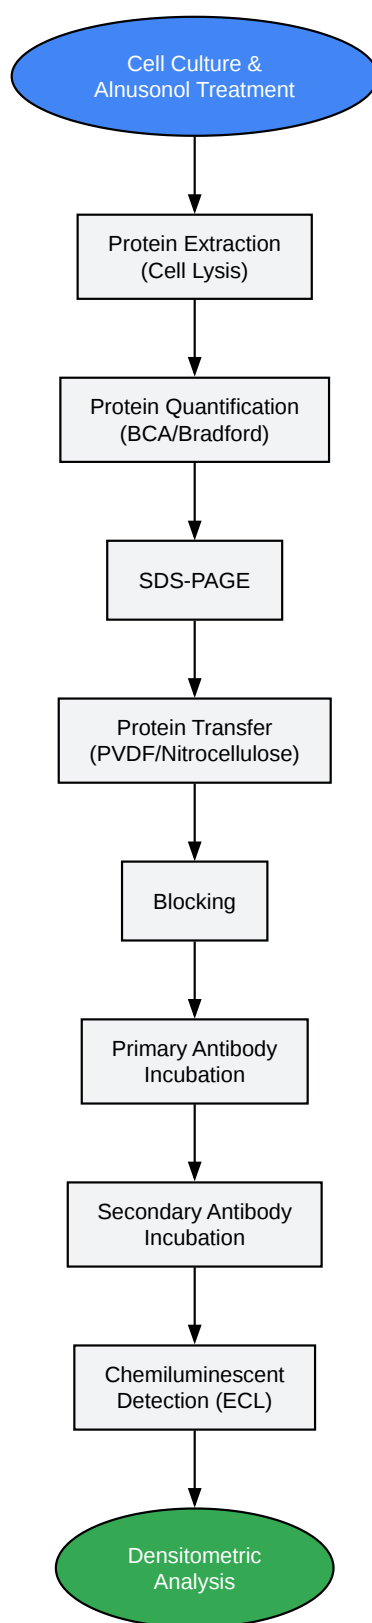 Cell Culture &
Alnusonol Treatment
Protein Extraction
(Cell Lysis)
Protein Quantification
(BCA/Bradford)
SDS-PAGE
Protein Transfer
(PVDF/Nitrocellulose)
Blocking
Primary Antibody
Incubation
Secondary Antibody
Incubation
Chemiluminescent
Detection (ECL)
Densitometric
Analysis